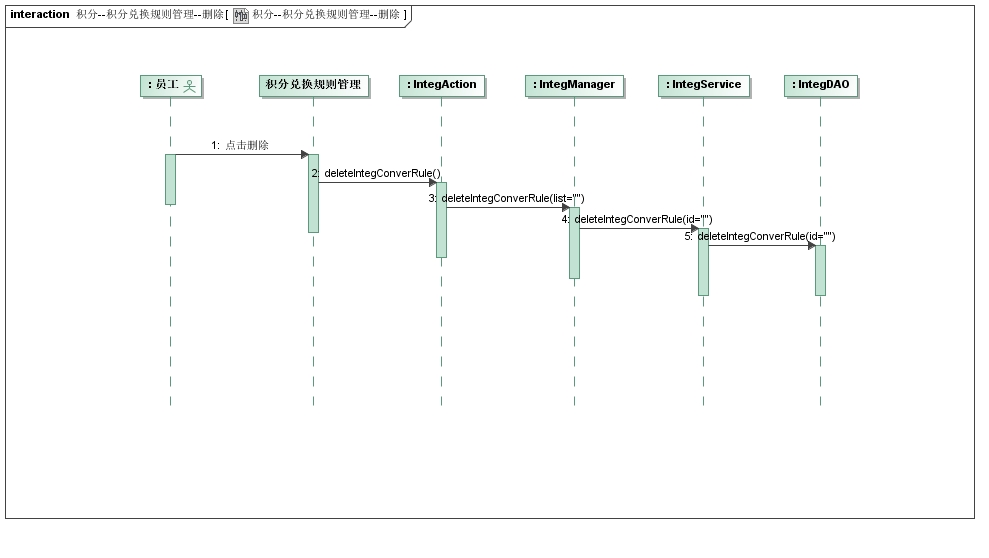 interaction 积分--积分兑换规则管理--删除[ 积分--积分兑换规则管理--删除 ]
: 员工
积分兑换规则管理
: IntegAction
: IntegManager
: IntegService
: IntegDAO
1: 点击删除
2: deleteIntegConverRule()
3: deleteIntegConverRule(list="")
4: deleteIntegConverRule(id="")
5: deleteIntegConverRule(id="")